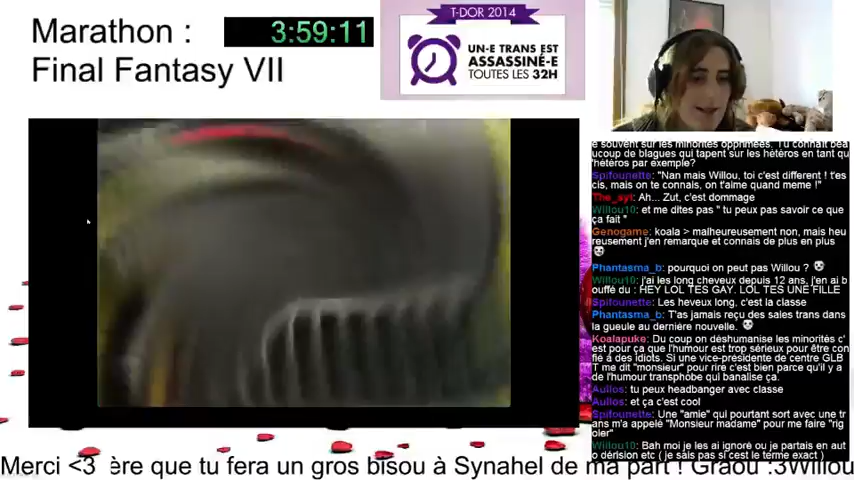 Marathon :
Final Fantasy VII
3:59:11
T-DOR 2014
UN-E TRANS EST
ASSASSINÉ-E
TOUTES LES 32H
e souvent sur les minorités opprimées. Tu connait bea
ucoup de blagues qui tapent sur les hétéros en tant qu
'hétéros par exemple?
Spifounette: "Nan mais Willou, toi c'est different ! t'es
cis, mais on te connais, on t'aime quand meme !"
The_syl: Ah... Zut, c'est dommage
Willou10: et me dites pas " tu peux pas savoir ce que
ça fait "
Genogame: koala > malheureusement non, mais heu
reusement j'en remarque et connais de plus en plus
Phantasma_b: pourquoi on peut pas Willou ?
Willou10: j'ai les long cheveux depuis 12 ans, j'en ai b
ouffé du : HEY LOL TES GAY. LOL TES UNE FILLE
Spifounette: Les heveux long, c'est la classe
Phantasma_b: T'as jamais reçu des sales trans dans
la gueule au dernière nouvelle.
Koalapuke: Du coup on déshumanise les minorités c'
est pour ça que l'humour est trop sérieux pour être con
fié à des idiots. Si une vice-présidente de centre GLB
T me dit "monsieur" pour rire c'est bien parce qu'il y a
de l'humour transphobe qui banalise ça.
Aullos: tu peux headbanger avec classe
Aullos: et ça c'est cool
Spifounette: Une "amie" qui pourtant sort avec une tr
ans m'a appelé "Monsieur madame" pour me faire "rig
oler"
Willou10: Bah moi je les ai ignoré ou je partais en aut
o dérision etc ( je sais pas si cest le terme exact )
Merci <3 ère que tu fera un gros bisou à Synahel de ma part ! Graou :3Willou